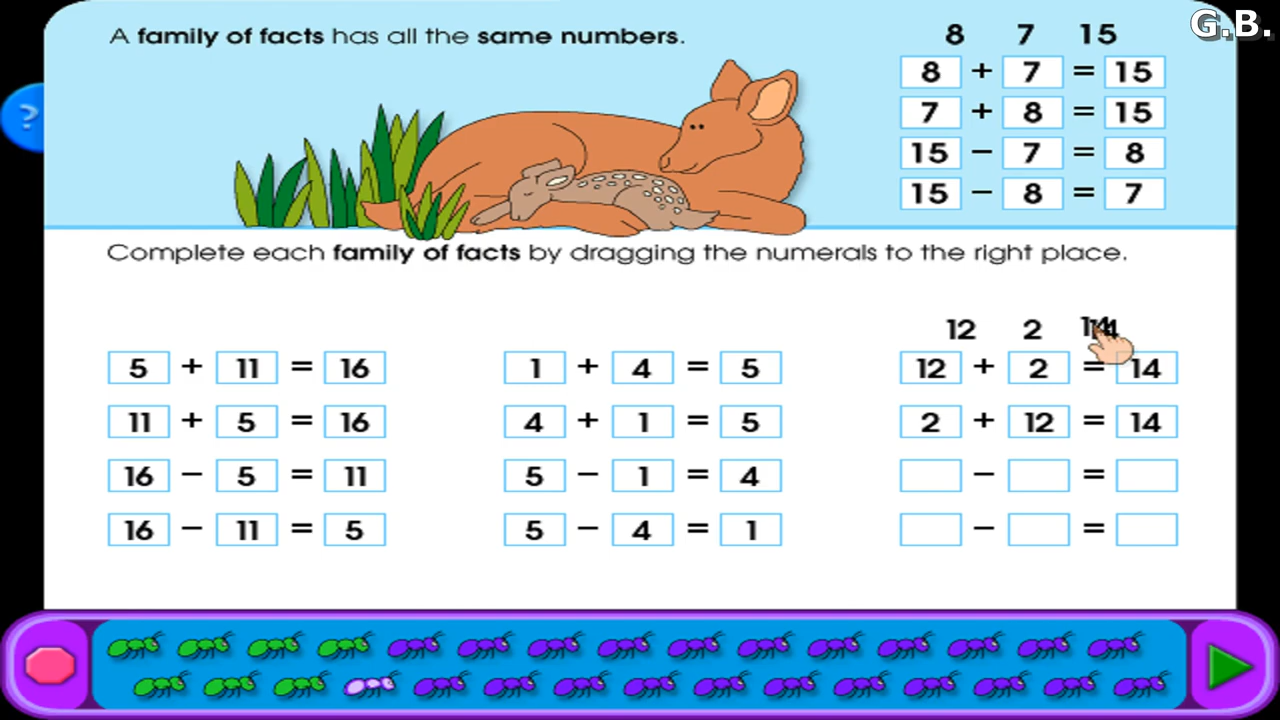 G.B.
A family of facts has all the same numbers.
8 7 15
8 + 7 = 15
7 + 8 = 15
15 − 7 = 8
15 − 8 = 7
?
Complete each family of facts by dragging the numerals to the right place.
12 2 14 14
5 + 11 = 16 1 + 4 = 5 12 + 2 = 14
11 + 5 = 16 4 + 1 = 5 2 + 12 = 14
16 − 5 = 11 5 − 1 = 4 − =
16 − 11 = 5 5 − 4 = 1 − =